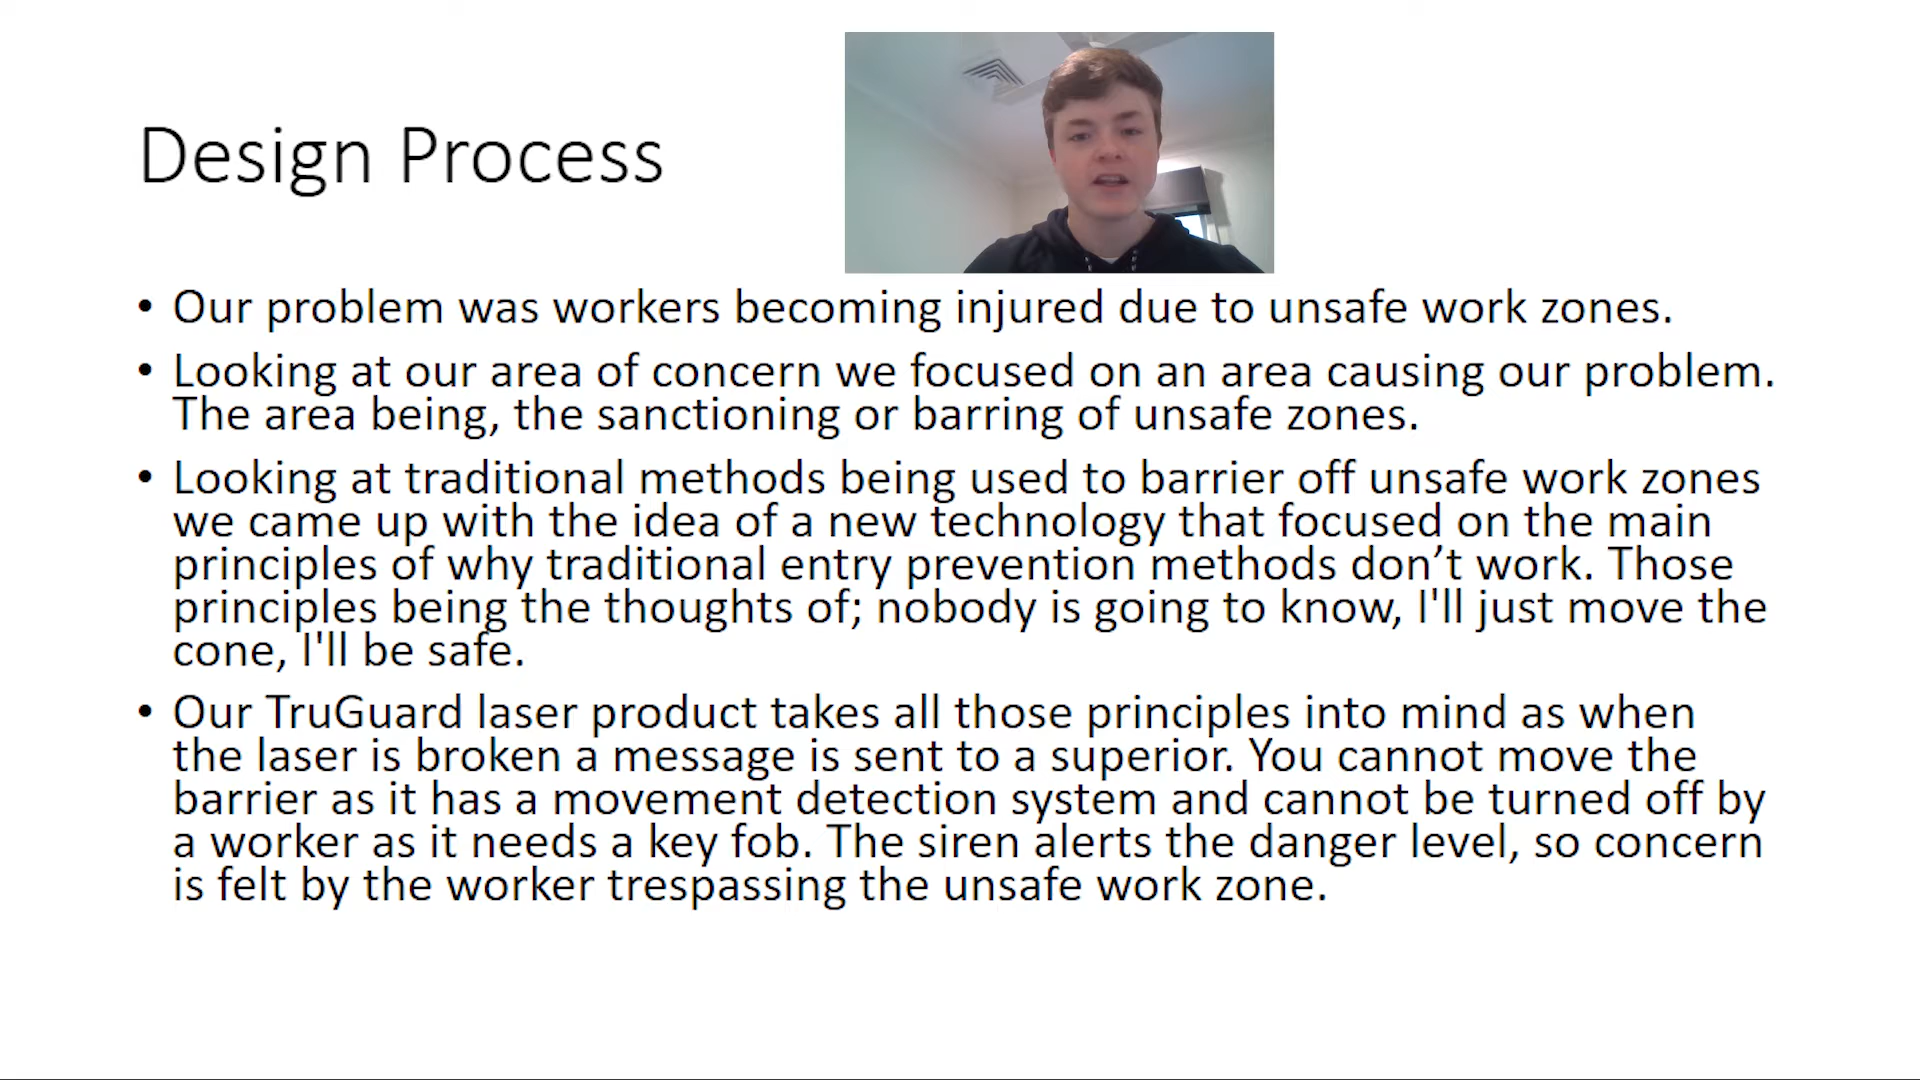 Design Process
• Our problem was workers becoming injured due to unsafe work zones.
• Looking at our area of concern we focused on an area causing our problem.
The area being, the sanctioning or barring of unsafe zones.
• Looking at traditional methods being used to barrier off unsafe work zones
we came up with the idea of a new technology that focused on the main
principles of why traditional entry prevention methods don’t work. Those
principles being the thoughts of; nobody is going to know, I'll just move the
cone, I'll be safe.
• Our TruGuard laser product takes all those principles into mind as when
the laser is broken a message is sent to a superior. You cannot move the
barrier as it has a movement detection system and cannot be turned off by
a worker as it needs a key fob. The siren alerts the danger level, so concern
is felt by the worker trespassing the unsafe work zone.